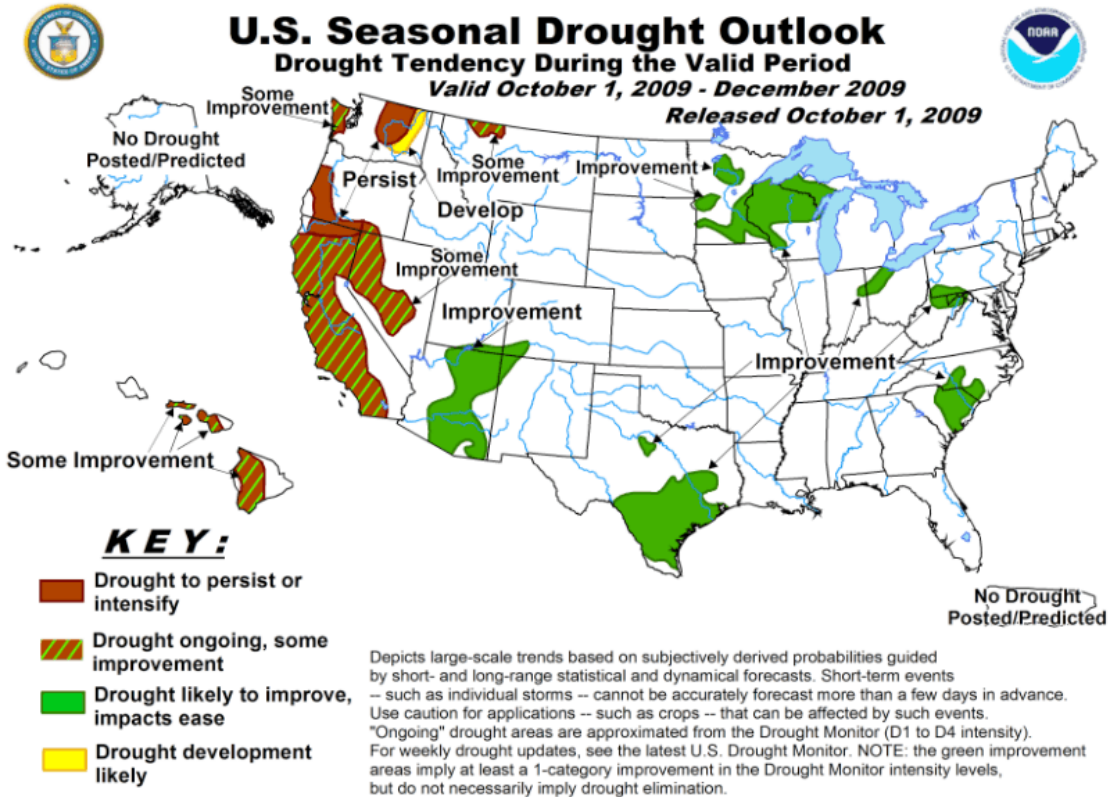 U.S. Seasonal Drought Outlook
Drought Tendency During the Valid Period
Valid October 1, 2009 - December 2009
Released October 1, 2009
NOAA
Some
Improvement
No Drought
Posted/Predicted
Persist
Some
Improvement
Develop
Improvement
Some
Improvement
Improvement
Improvement
Some Improvement
No Drought
Posted/Predicted
KEY:
Drought to persist or
intensify
Drought ongoing, some
improvement
Drought likely to improve,
impacts ease
Drought development
likely
Depicts large-scale trends based on subjectively derived probabilities guided
by short- and long-range statistical and dynamical forecasts. Short-term events
-- such as individual storms -- cannot be accurately forecast more than a few days in advance.
Use caution for applications -- such as crops -- that can be affected by such events.
"Ongoing" drought areas are approximated from the Drought Monitor (D1 to D4 intensity).
For weekly drought updates, see the latest U.S. Drought Monitor. NOTE: the green improvement
areas imply at least a 1-category improvement in the Drought Monitor intensity levels,
but do not necessarily imply drought elimination.